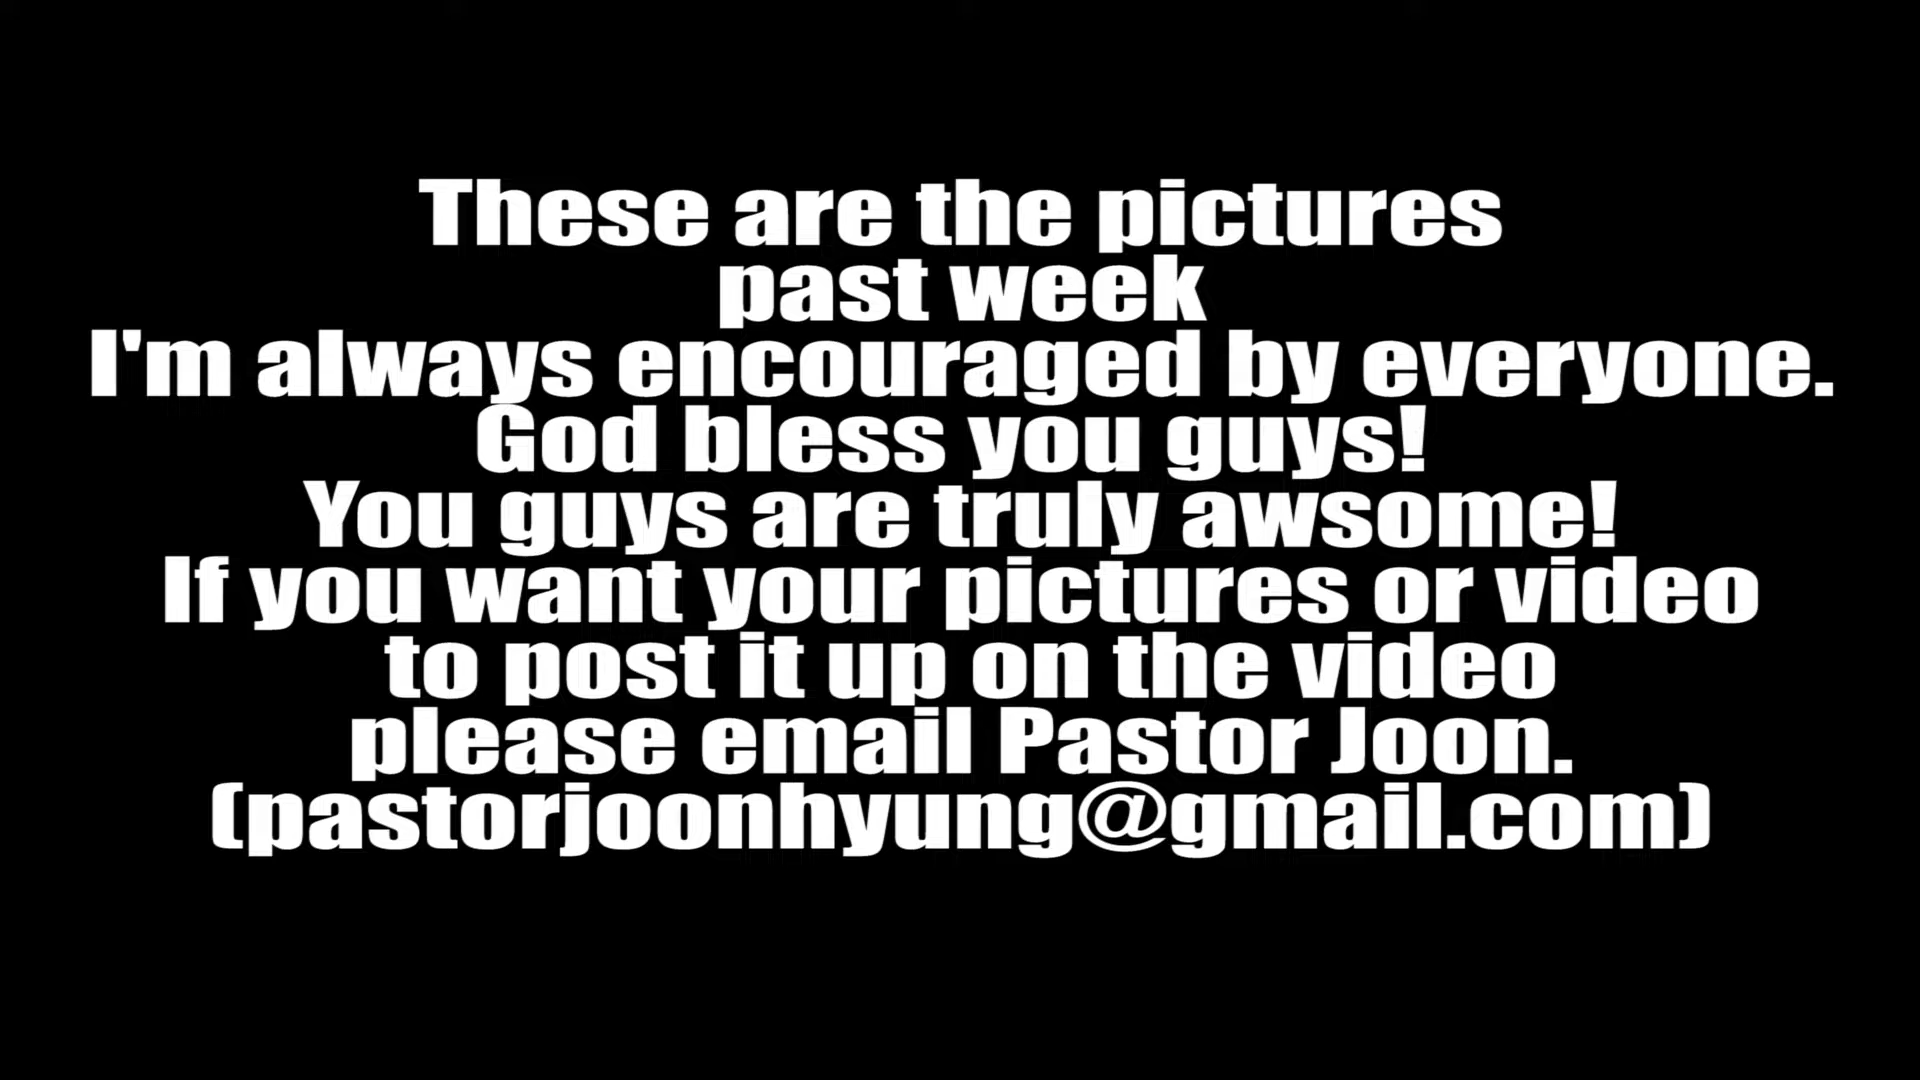 These are the pictures
past week
I'm always encouraged by everyone.
God bless you guys!
You guys are truly awsome!
If you want your pictures or video
to post it up on the video
please email Pastor Joon.
(pastorjoonhyung@gmail.com)